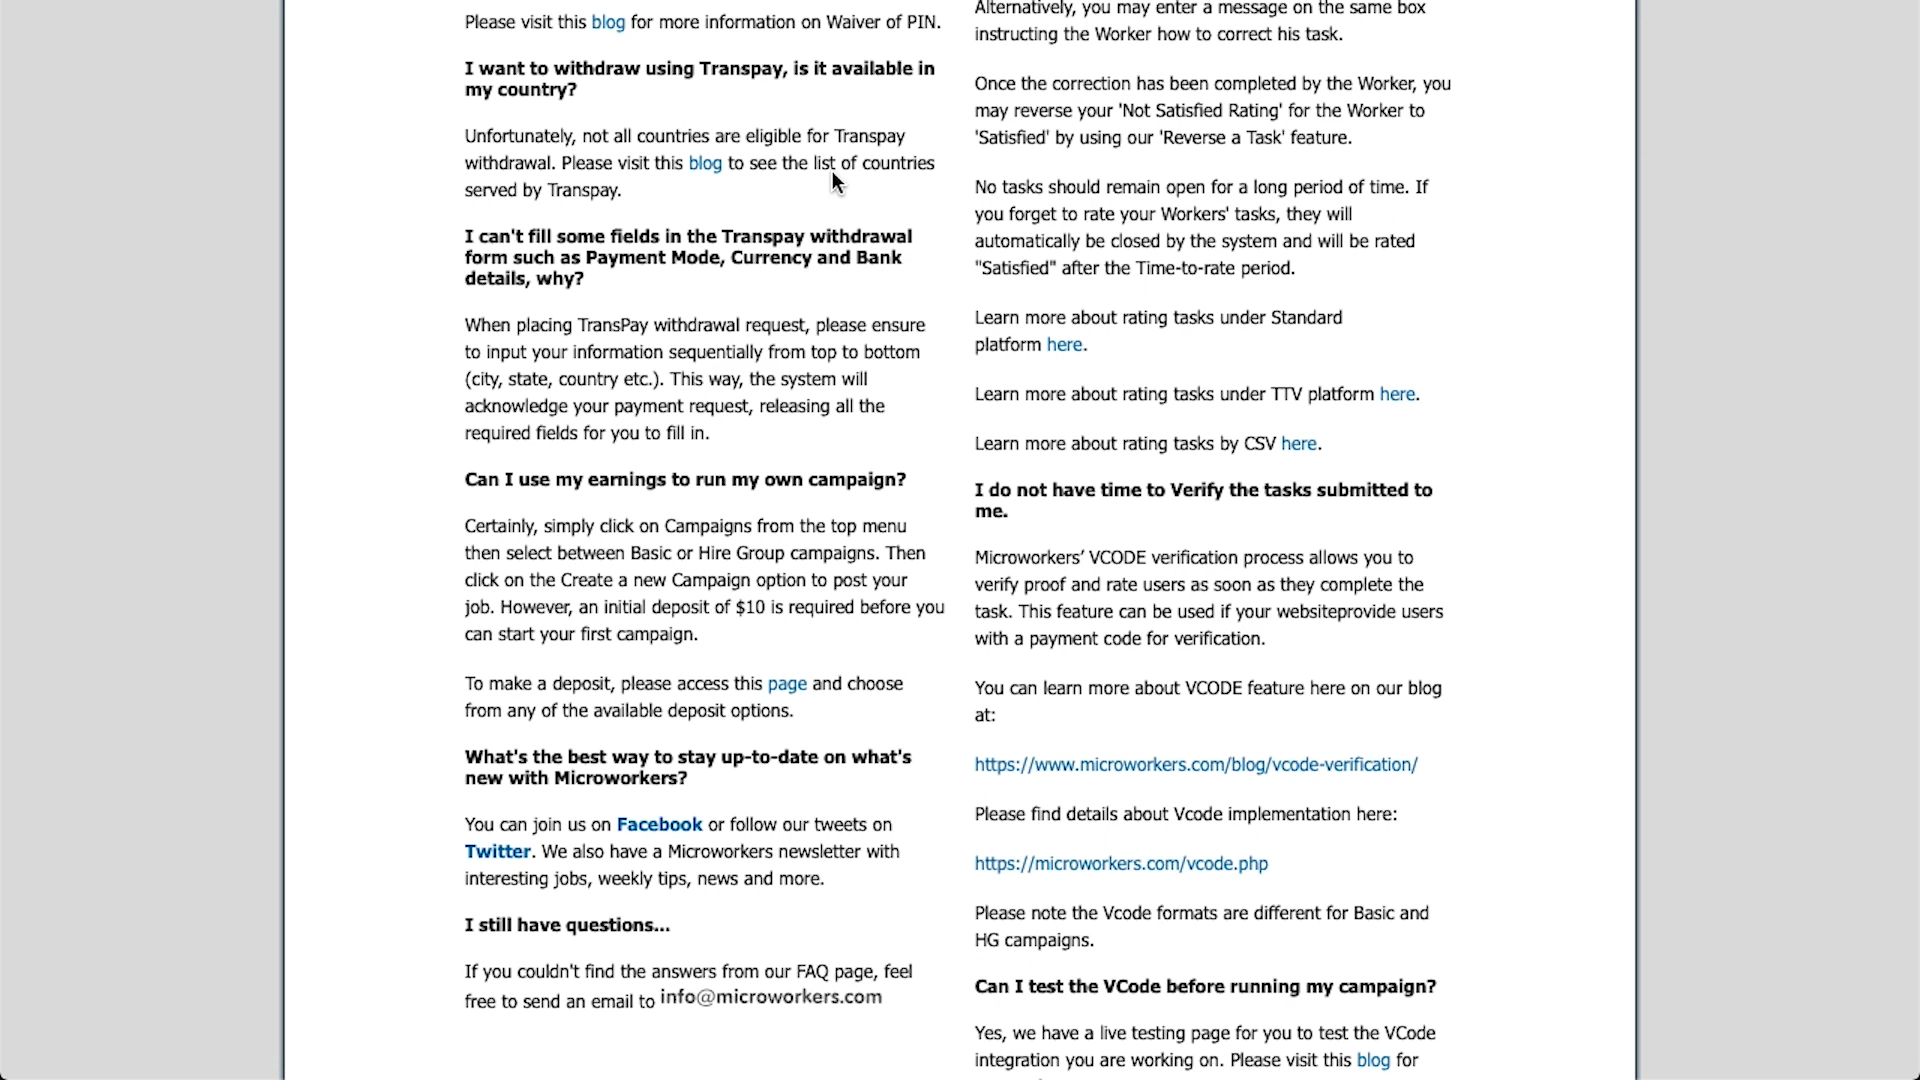 Please visit this blog for more information on Waiver of PIN.
I want to withdraw using Transpay, is it available in
my country?
Unfortunately, not all countries are eligible for Transpay
withdrawal. Please visit this blog to see the list of countries
served by Transpay.
I can't fill some fields in the Transpay withdrawal
form such as Payment Mode, Currency and Bank
details, why?
When placing TransPay withdrawal request, please ensure
to input your information sequentially from top to bottom
(city, state, country etc.). This way, the system will
acknowledge your payment request, releasing all the
required fields for you to fill in.
Can I use my earnings to run my own campaign?
Certainly, simply click on Campaigns from the top menu
then select between Basic or Hire Group campaigns. Then
click on the Create a new Campaign option to post your
job. However, an initial deposit of $10 is required before you
can start your first campaign.
To make a deposit, please access this page and choose
from any of the available deposit options.
What's the best way to stay up-to-date on what's
new with Microworkers?
You can join us on Facebook or follow our tweets on
Twitter. We also have a Microworkers newsletter with
interesting jobs, weekly tips, news and more.
I still have questions...
If you couldn't find the answers from our FAQ page, feel
free to send an email to info@microworkers.com
Alternatively, you may enter a message on the same box
instructing the Worker how to correct his task.
Once the correction has been completed by the Worker, you
may reverse your 'Not Satisfied Rating' for the Worker to
'Satisfied' by using our 'Reverse a Task' feature.
No tasks should remain open for a long period of time. If
you forget to rate your Workers' tasks, they will
automatically be closed by the system and will be rated
"Satisfied" after the Time-to-rate period.
Learn more about rating tasks under Standard
platform here.
Learn more about rating tasks under TTV platform here.
Learn more about rating tasks by CSV here.
I do not have time to Verify the tasks submitted to
me.
Microworkers’ VCODE verification process allows you to
verify proof and rate users as soon as they complete the
task. This feature can be used if your websiteprovide users
with a payment code for verification.
You can learn more about VCODE feature here on our blog
at:
https://www.microworkers.com/blog/vcode-verification/
Please find details about Vcode implementation here:
https://microworkers.com/vcode.php
Please note the Vcode formats are different for Basic and
HG campaigns.
Can I test the VCode before running my campaign?
Yes, we have a live testing page for you to test the VCode
integration you are working on. Please visit this blog for